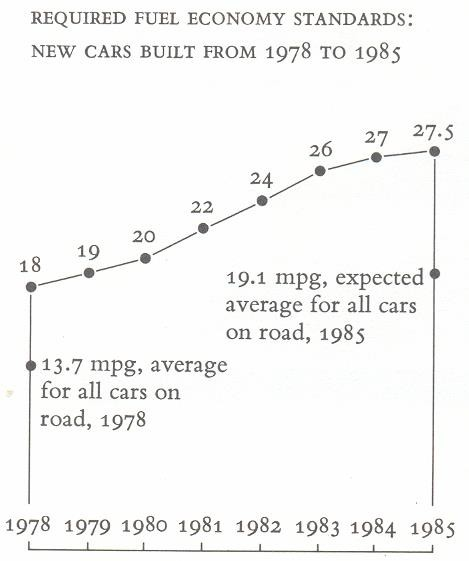 REQUIRED FUEL ECONOMY STANDARDS:
NEW CARS BUILT FROM 1978 TO 1985
18
19
20
22
24
26
27
27.5
19.1 mpg, expected
average for all cars
on road, 1985
13.7 mpg, average
for all cars on
road, 1978
1978 1979 1980 1981 1982 1983 1984 1985